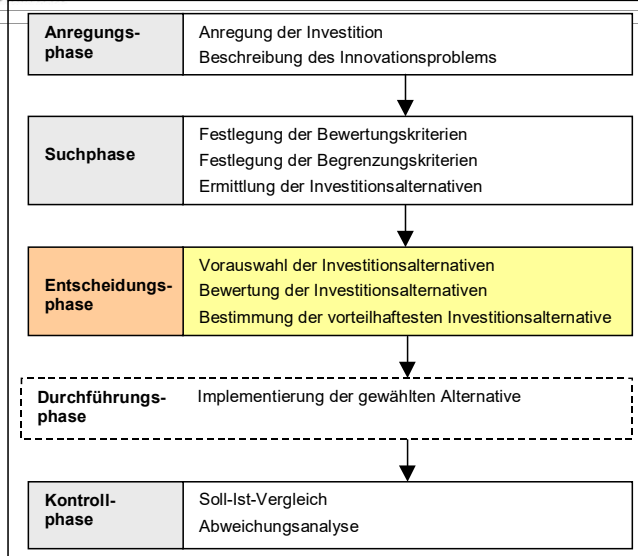 Anregungs-
phase
Anregung der Investition
Beschreibung des Innovationsproblems
Suchphase
Festlegung der Bewertungskriterien
Festlegung der Begrenzungskriterien
Ermittlung der Investitionsalternativen
Entscheidungs-
phase
Vorauswahl der Investitionsalternativen
Bewertung der Investitionsalternativen
Bestimmung der vorteilhaftesten Investitionsalternative
Durchführungs-
phase
Implementierung der gewählten Alternative
Kontroll-
phase
Soll-Ist-Vergleich
Abweichungsanalyse